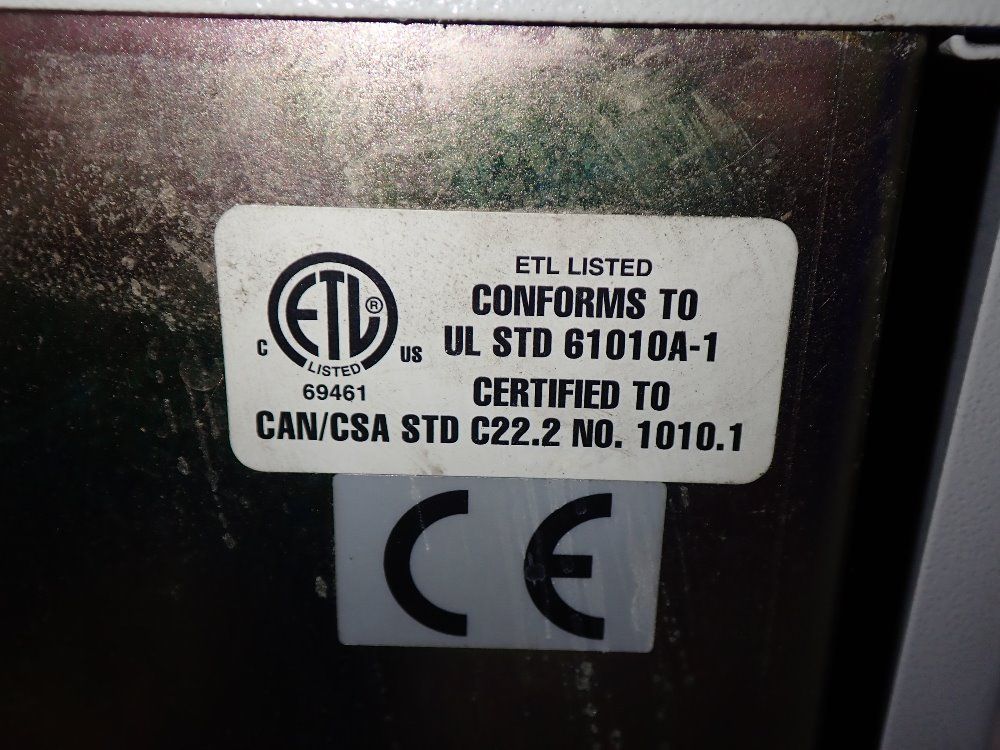 ETL®
LISTED
C US
69461
ETL LISTED
CONFORMS TO
UL STD 61010A-1
CERTIFIED TO
CAN/CSA STD C22.2 NO. 1010.1
CE